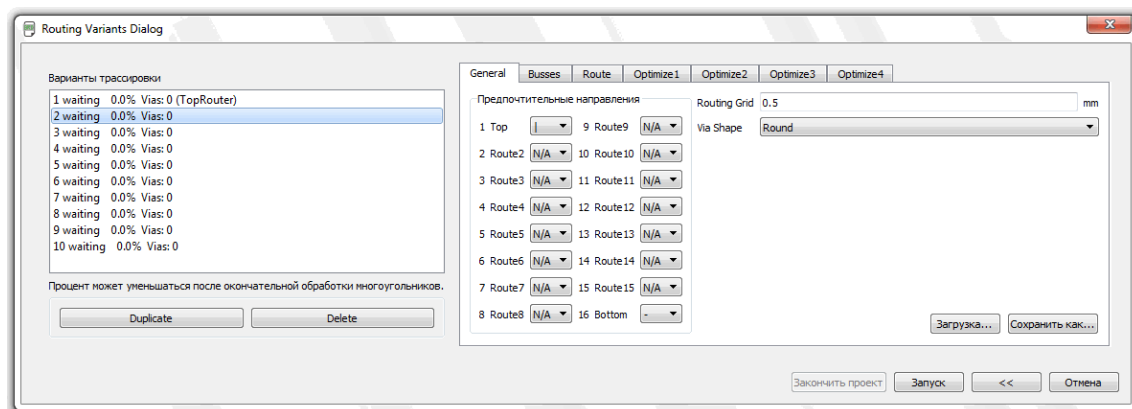 Routing Variants Dialog
Варианты трассировки
1 waiting 0.0% Vias: 0 (TopRouter)
2 waiting 0.0% Vias: 0
3 waiting 0.0% Vias: 0
4 waiting 0.0% Vias: 0
5 waiting 0.0% Vias: 0
6 waiting 0.0% Vias: 0
7 waiting 0.0% Vias: 0
8 waiting 0.0% Vias: 0
9 waiting 0.0% Vias: 0
10 waiting 0.0% Vias: 0
Процент может уменьшаться после окончательной обработки многоугольников.
Duplicate Delete
General Busses Route Optimize1 Optimize2 Optimize3 Optimize4
Предпочтительные направления
1 Top | 9 Route9 N/A
2 Route2 N/A 10 Route10 N/A
3 Route3 N/A 11 Route11 N/A
4 Route4 N/A 12 Route12 N/A
5 Route5 N/A 13 Route13 N/A
6 Route6 N/A 14 Route14 N/A
7 Route7 N/A 15 Route15 N/A
8 Route8 N/A 16 Bottom -
Routing Grid 0.5 mm
Via Shape Round
Загрузка... Сохранить как...
Закончить проект Запуск << Отмена